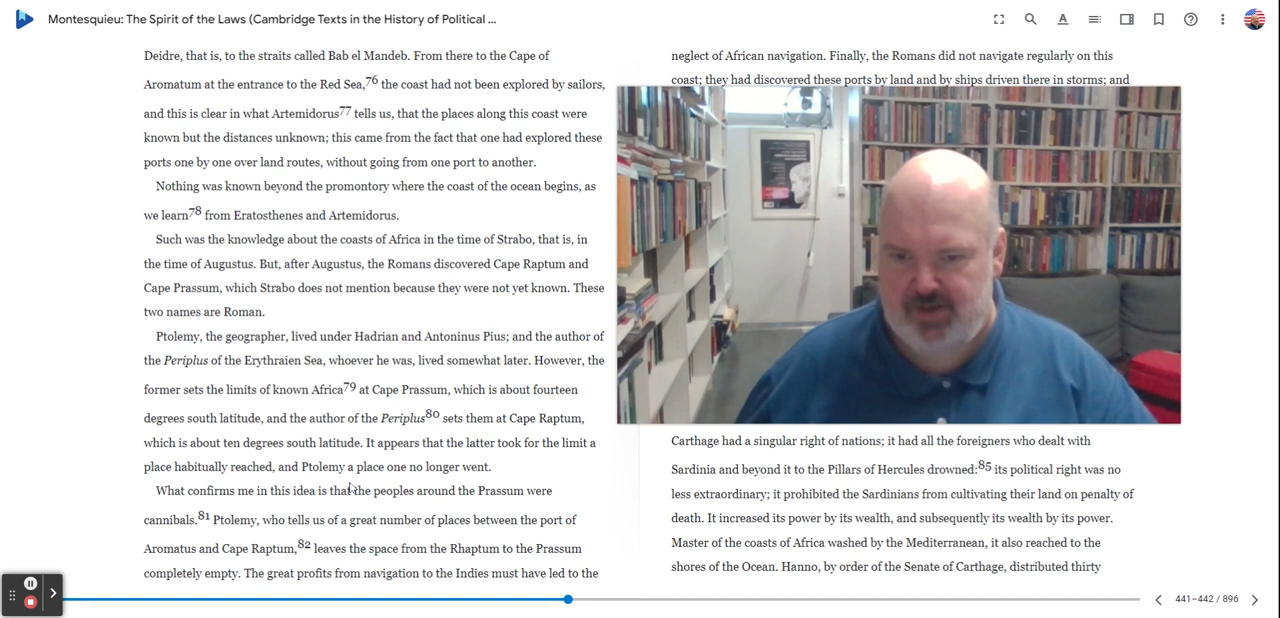 Montesquieu: The Spirit of the Laws (Cambridge Texts in the History of Political ...
Deidre, that is, to the straits called Bab el Mandeb. From there to the Cape of
Aromatum at the entrance to the Red Sea,76 the coast had not been explored by sailors,
and this is clear in what Artemidorus77 tells us, that the places along this coast were
known but the distances unknown; this came from the fact that one had explored these
ports one by one over land routes, without going from one port to another.
Nothing was known beyond the promontory where the coast of the ocean begins, as
we learn78 from Eratosthenes and Artemidorus.
Such was the knowledge about the coasts of Africa in the time of Strabo, that is, in
the time of Augustus. But, after Augustus, the Romans discovered Cape Raptum and
Cape Prassum, which Strabo does not mention because they were not yet known. These
two names are Roman.
Ptolemy, the geographer, lived under Hadrian and Antoninus Pius; and the author of
the Periplus of the Erythraien Sea, whoever he was, lived somewhat later. However, the
former sets the limits of known Africa79 at Cape Prassum, which is about fourteen
degrees south latitude, and the author of the Periplus80 sets them at Cape Raptum,
which is about ten degrees south latitude. It appears that the latter took for the limit a
place habitually reached, and Ptolemy a place one no longer went.
What confirms me in this idea is that the peoples around the Prassum were
cannibals.81 Ptolemy, who tells us of a great number of places between the port of
Aromatus and Cape Raptum,82 leaves the space from the Rhaptum to the Prassum
completely empty. The great profits from navigation to the Indies must have led to the
neglect of African navigation. Finally, the Romans did not navigate regularly on this
coast; they had discovered these ports by land and by ships driven there in storms; and
Carthage had a singular right of nations; it had all the foreigners who dealt with
Sardinia and beyond it to the Pillars of Hercules drowned:85 its political right was no
less extraordinary; it prohibited the Sardinians from cultivating their land on penalty of
death. It increased its power by its wealth, and subsequently its wealth by its power.
Master of the coasts of Africa washed by the Mediterranean, it also reached to the
shores of the Ocean. Hanno, by order of the Senate of Carthage, distributed thirty
441-442 / 896